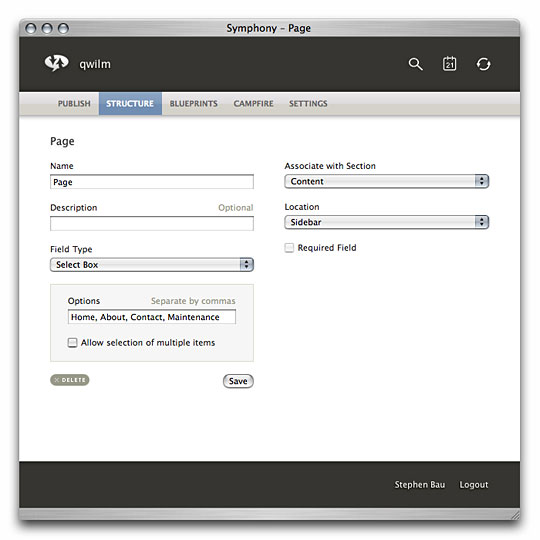 Symphony – Page
qwilm
21
PUBLISH STRUCTURE BLUEPRINTS CAMPFIRE SETTINGS
Page
Name
Page
Description Optional
Field Type
Select Box
Options Separate by commas
Home, About, Contact, Maintenance
Allow selection of multiple items
DELETE Save
Associate with Section
Content
Location
Sidebar
Required Field
Stephen Bau Logout